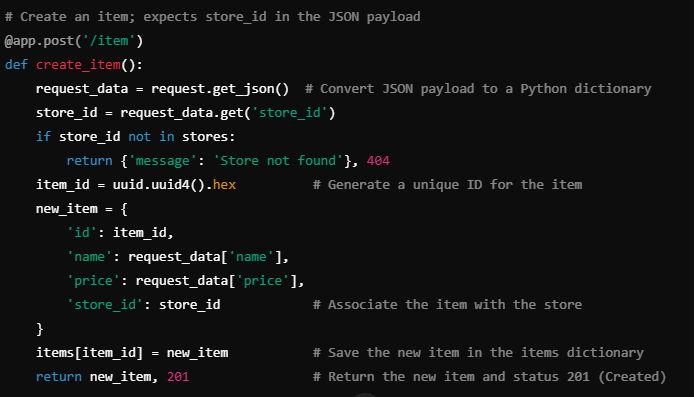 # Create an item; expects store_id in the JSON payload
@app.post('/item')
def create_item():
    request_data = request.get_json()  # Convert JSON payload to a Python dictionary
    store_id = request_data.get('store_id')
    if store_id not in stores:
        return {'message': 'Store not found'}, 404
    item_id = uuid.uuid4().hex          # Generate a unique ID for the item
    new_item = {
        'id': item_id,
        'name': request_data['name'],
        'price': request_data['price'],
        'store_id': store_id            # Associate the item with the store
    }
    items[item_id] = new_item           # Save the new item in the items dictionary
    return new_item, 201                # Return the new item and status 201 (Created)